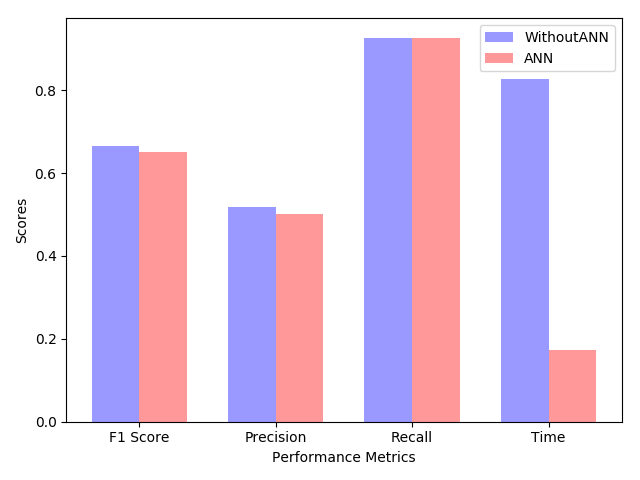 WithoutANN
ANN
Scores
0.8
0.6
0.4
0.2
0.0
F1 Score Precision Recall Time
Performance Metrics